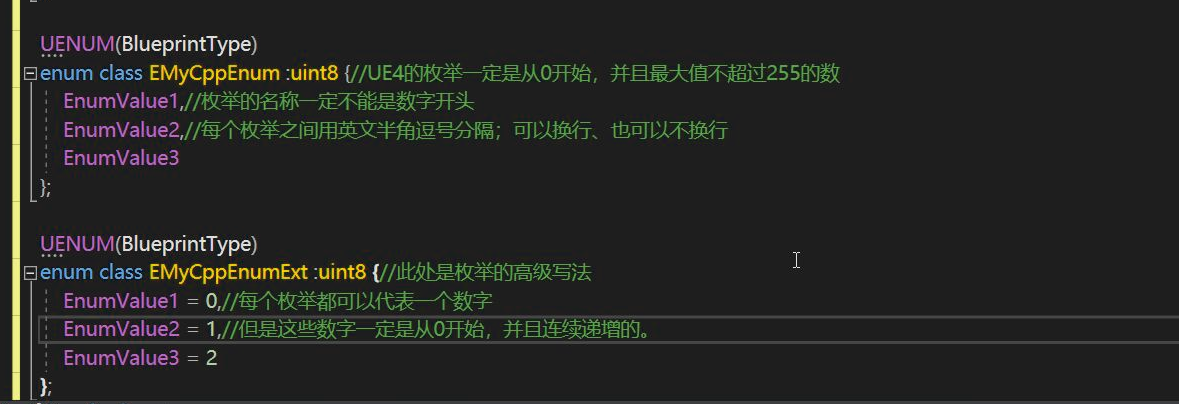 UENUM(BlueprintType)
enum class EMyCppEnum :uint8 {//UE4的枚举一定是从0开始，并且最大值不超过255的数
EnumValue1,//枚举的名称一定不能是数字开头
EnumValue2,//每个枚举之间用英文半角逗号分隔；可以换行、也可以不换行
EnumValue3
};
UENUM(BlueprintType)
enum class EMyCppEnumExt :uint8 {//此处是枚举的高级写法
EnumValue1 = 0,//每个枚举都可以代表一个数字
EnumValue2 = 1,//但是这些数字一定是从0开始，并且连续递增的。
EnumValue3 = 2
};